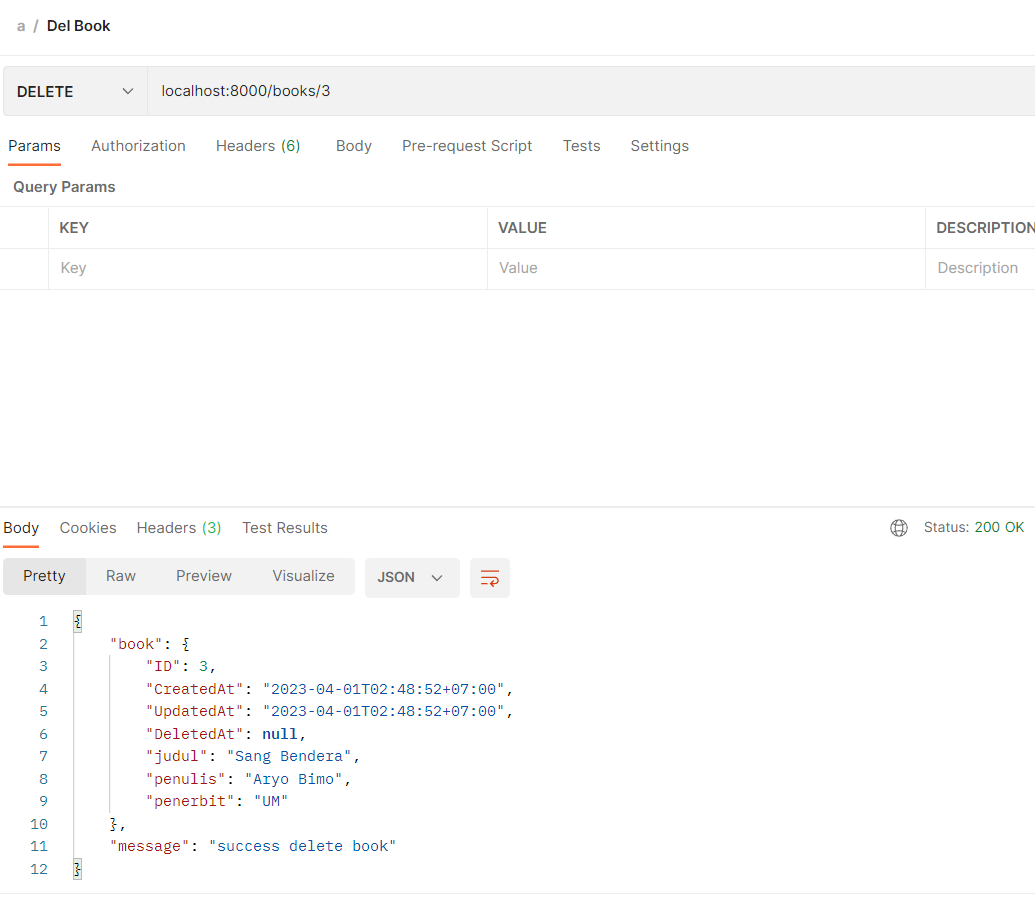 a / Del Book
DELETE localhost:8000/books/3
Params Authorization Headers (6) Body Pre-request Script Tests Settings
Query Params
KEY VALUE DESCRIPTION
Key Value Description
Body Cookies Headers (3) Test Results Status: 200 OK
Pretty Raw Preview Visualize JSON
1 {
2 "book": {
3 "ID": 3,
4 "CreatedAt": "2023-04-01T02:48:52+07:00",
5 "UpdatedAt": "2023-04-01T02:48:52+07:00",
6 "DeletedAt": null,
7 "judul": "Sang Bendera",
8 "penulis": "Aryo Bimo",
9 "penerbit": "UM"
10 },
11 "message": "success delete book"
12 }